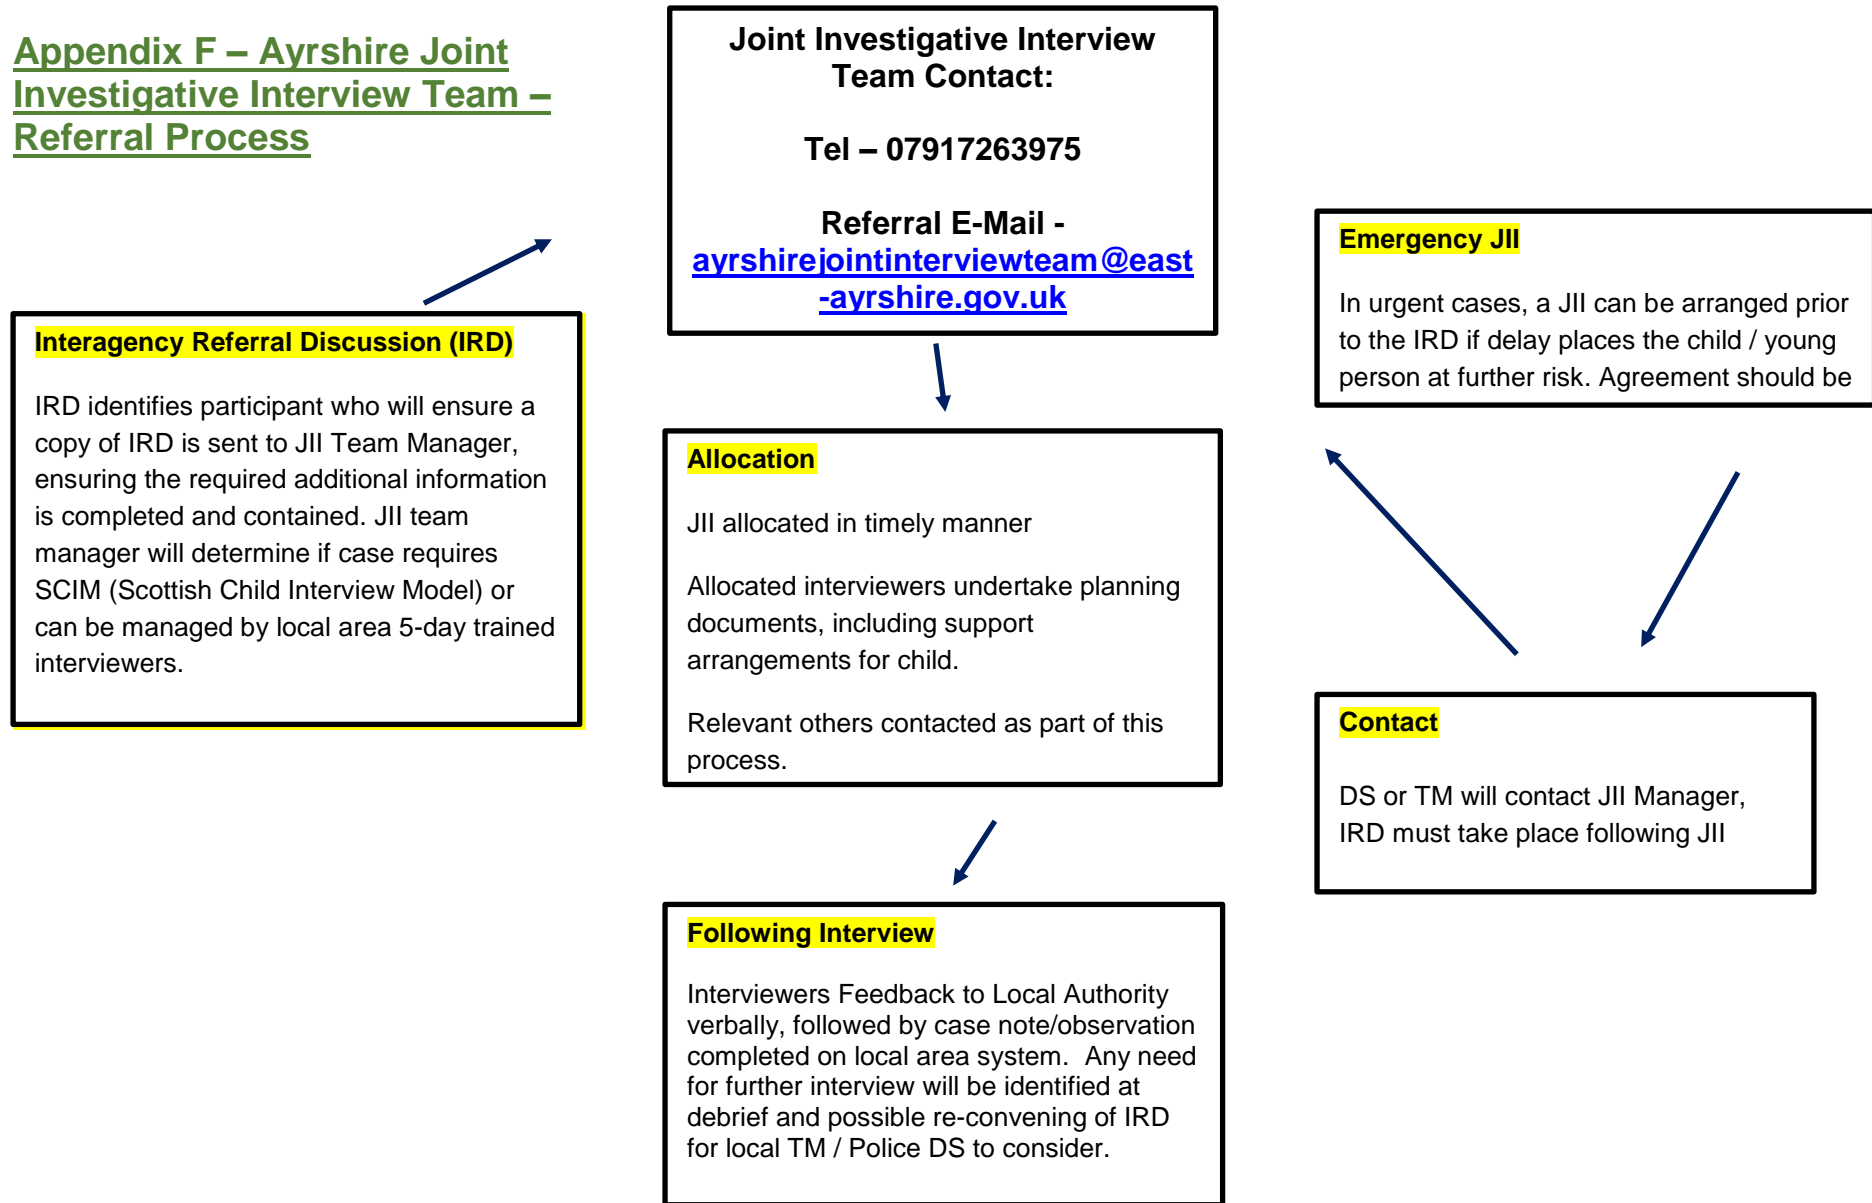 Appendix F – Ayrshire Joint
Investigative Interview Team –
Referral Process
Joint Investigative Interview
Team Contact:
Tel – 07917263975
Referral E-Mail -
ayrshirejointinterviewteam@east
-ayrshire.gov.uk
Interagency Referral Discussion (IRD)
IRD identifies participant who will ensure a
copy of IRD is sent to JII Team Manager,
ensuring the required additional information
is completed and contained. JII team
manager will determine if case requires
SCIM (Scottish Child Interview Model) or
can be managed by local area 5-day trained
interviewers.
Allocation
JII allocated in timely manner
Allocated interviewers undertake planning
documents, including support
arrangements for child.
Relevant others contacted as part of this
process.
Following Interview
Interviewers Feedback to Local Authority
verbally, followed by case note/observation
completed on local area system.  Any need
for further interview will be identified at
debrief and possible re-convening of IRD
for local TM / Police DS to consider.
Emergency JII
In urgent cases, a JII can be arranged prior
to the IRD if delay places the child / young
person at further risk. Agreement should be
Contact
DS or TM will contact JII Manager,
IRD must take place following JII